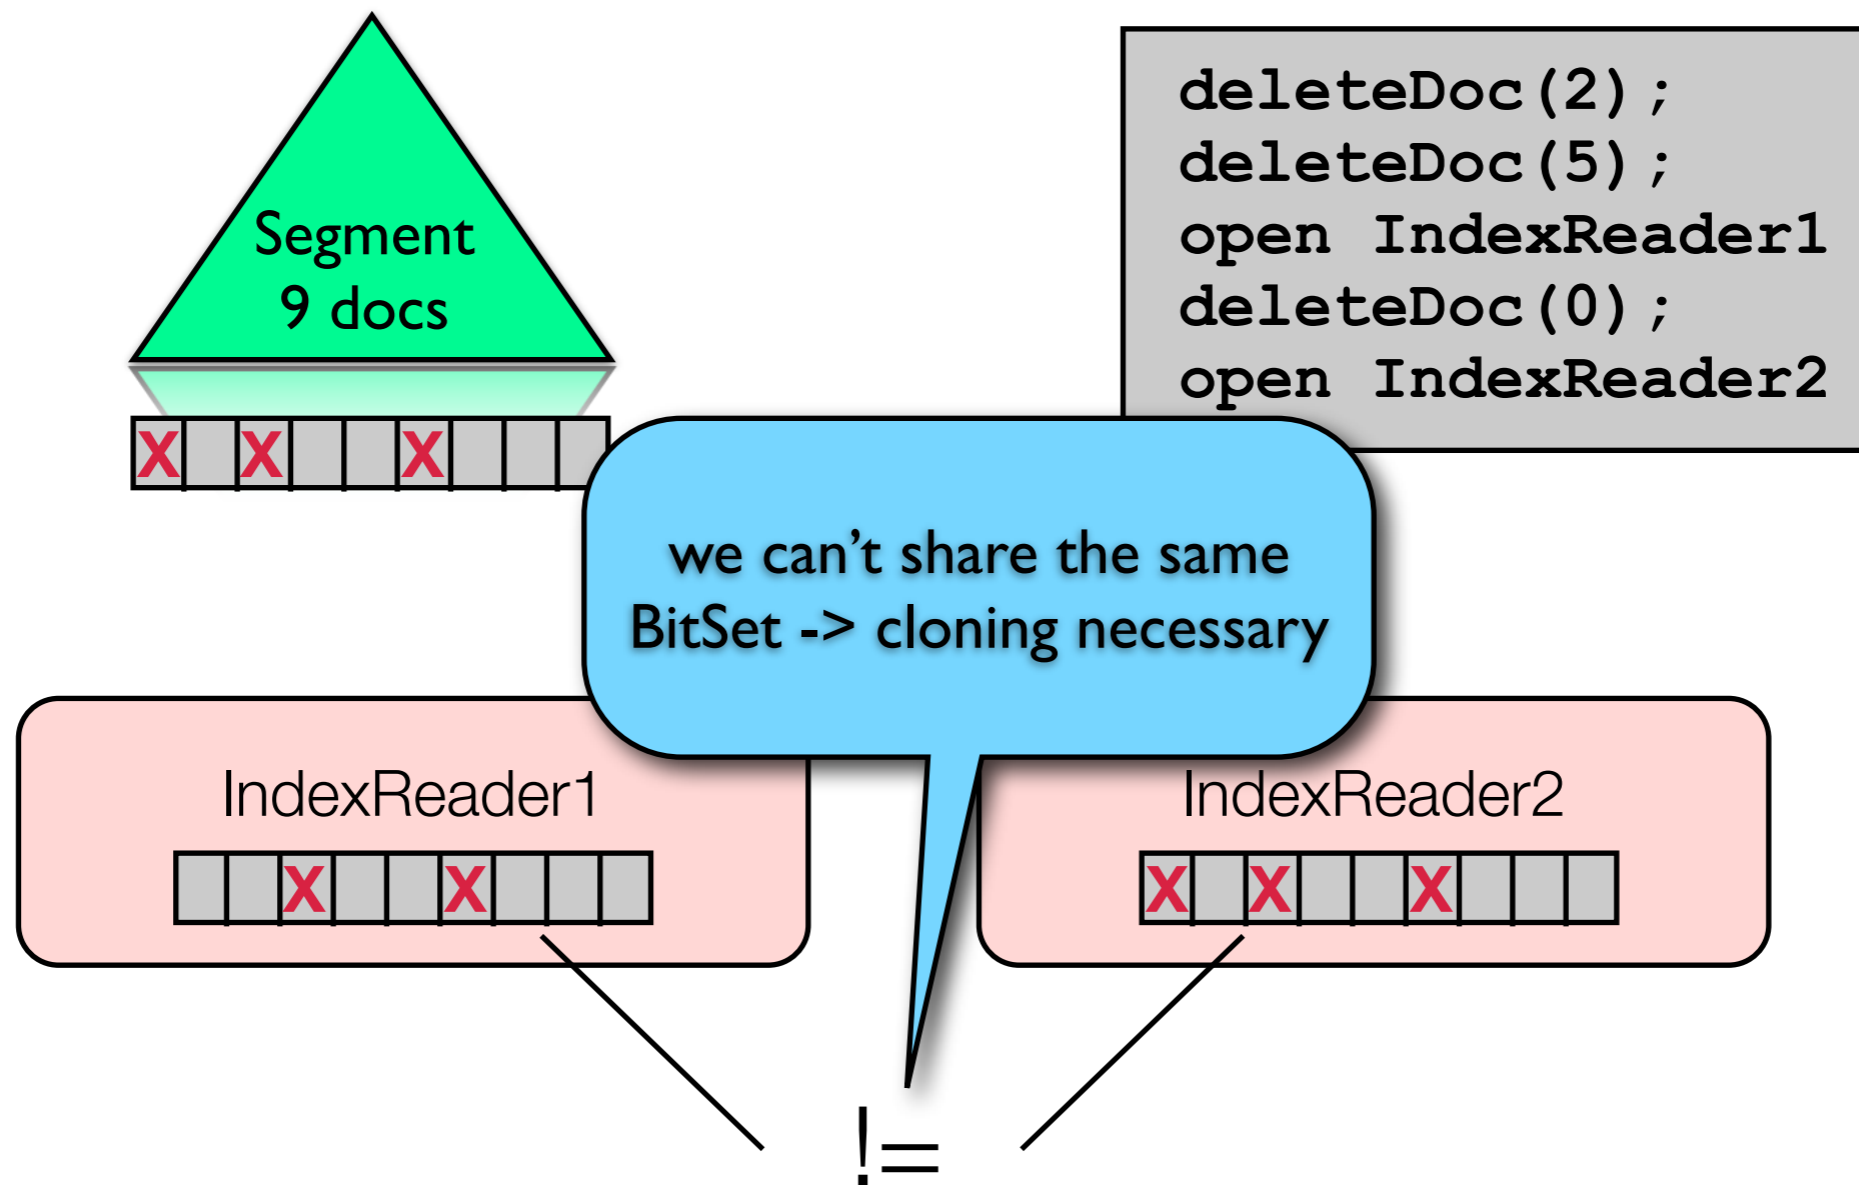 Segment
9 docs
deleteDoc(2);
deleteDoc(5);
open IndexReader1
deleteDoc(0);
open IndexReader2
X X X
we can't share the same
BitSet -> cloning necessary
IndexReader1
X X
IndexReader2
X X X
!=